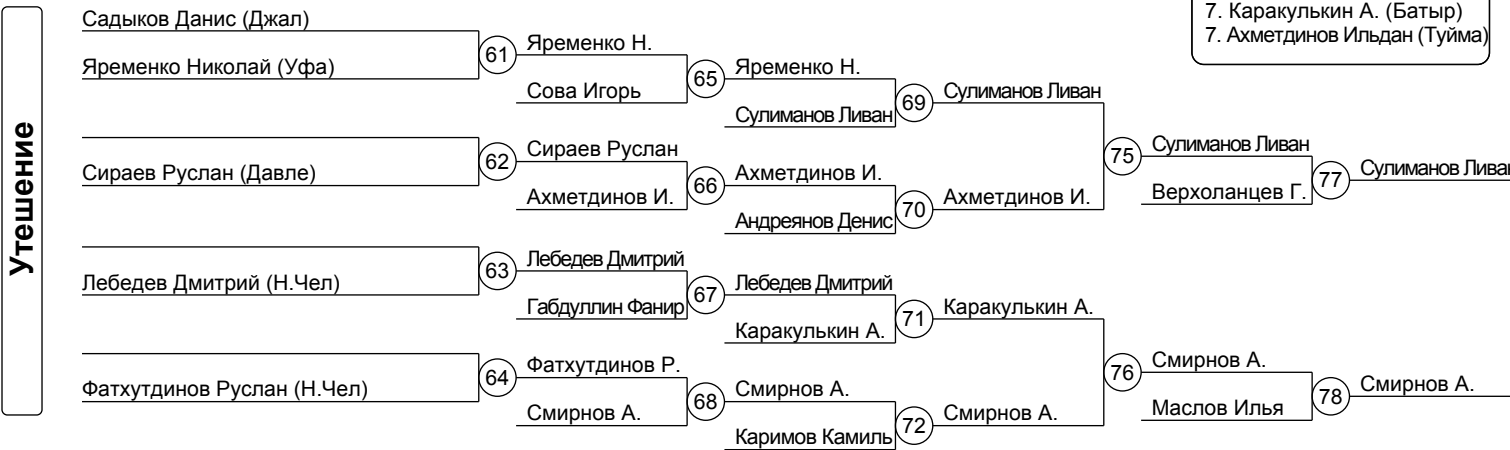 Утешение
7. Каракулькин А. (Батыр)
7. Ахметдинов Ильдан (Туйма)
Садыков Данис (Джал)
Яременко Николай (Уфа)
61
Яременко Н.
Сова Игорь
65
Яременко Н.
Сулиманов Ливан
69
Сулиманов Ливан
Сираев Руслан (Давле)
62
Сираев Руслан
Ахметдинов И.
66
Ахметдинов И.
Андреянов Денис
70
Ахметдинов И.
75
Сулиманов Ливан
Верхоланцев Г.
77
Сулиманов Ливан
Лебедев Дмитрий (Н.Чел)
63
Лебедев Дмитрий
Габдуллин Фанир
67
Лебедев Дмитрий
Каракулькин А.
71
Каракулькин А.
Фатхутдинов Руслан (Н.Чел)
64
Фатхутдинов Р.
Смирнов А.
68
Смирнов А.
Каримов Камиль
72
Смирнов А.
76
Смирнов А.
Маслов Илья
78
Смирнов А.